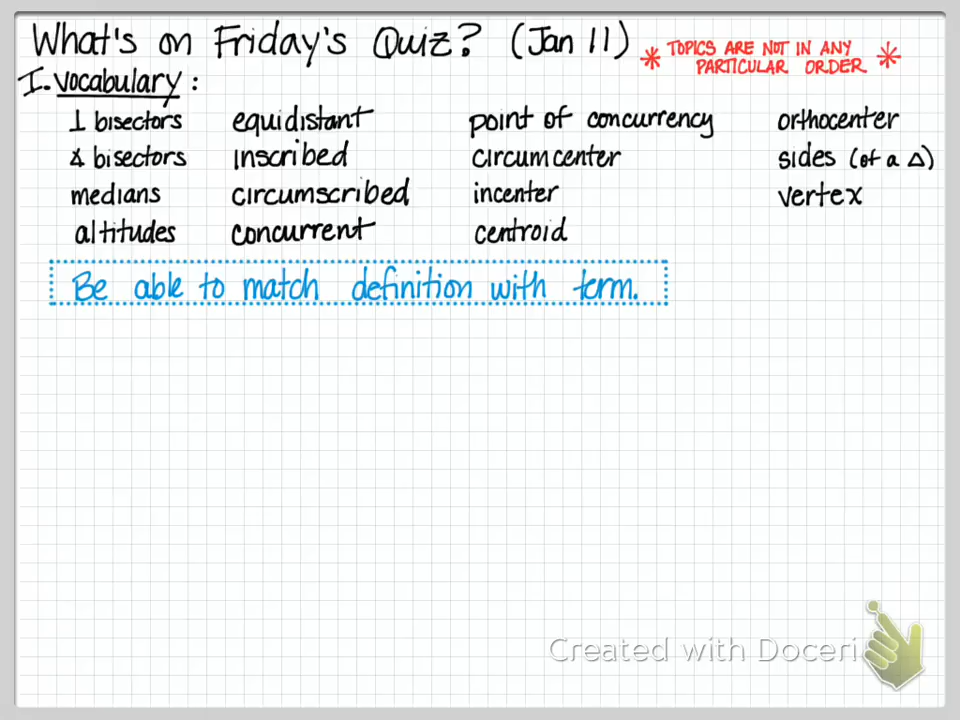 What's on Friday's Quiz? (Jan 11)
* TOPICS ARE NOT IN ANY
PARTICULAR ORDER *
I. Vocabulary:
⊥ bisectors equidistant point of concurrency orthocenter
∡ bisectors inscribed circumcenter sides (of a △)
medians circumscribed incenter vertex
altitudes concurrent centroid
Be able to match definition with term.
Created with Doceri